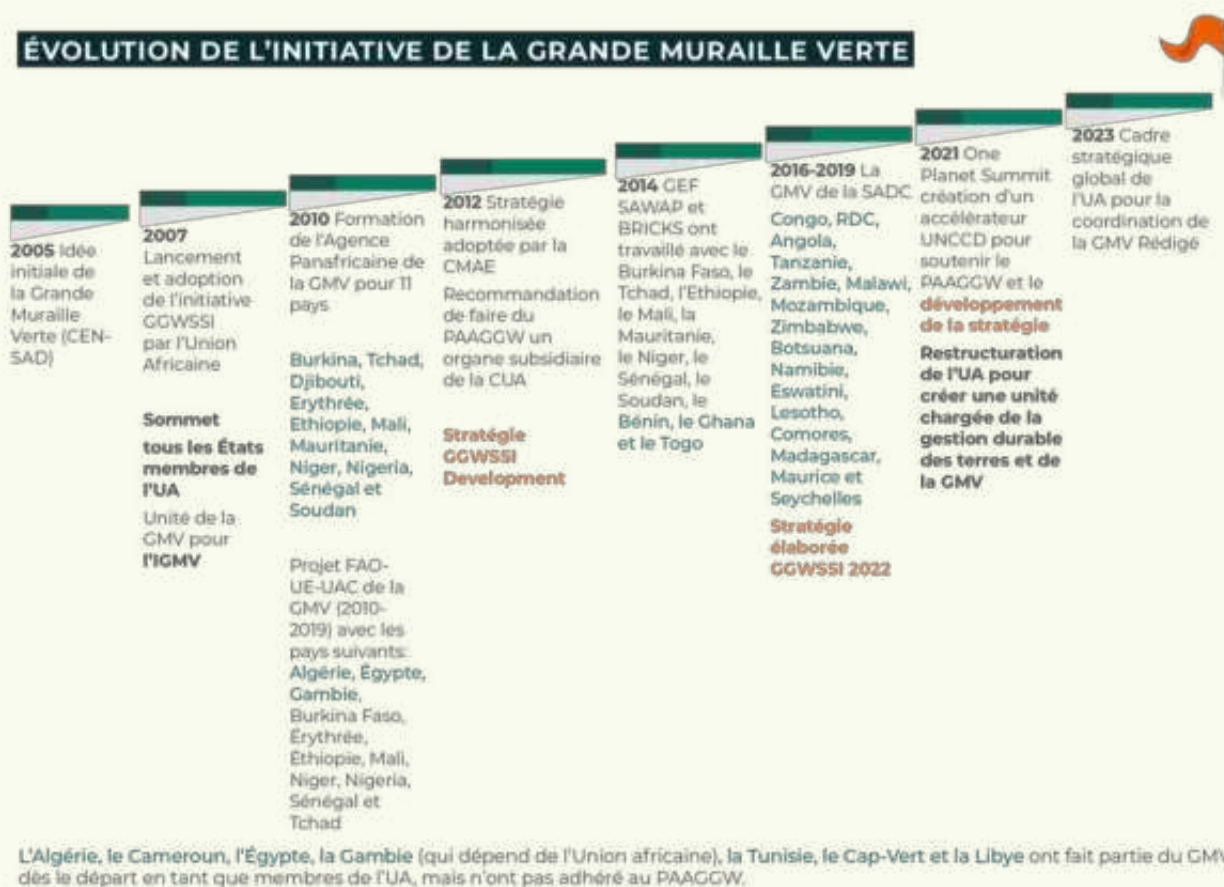 ÉVOLUTION DE L'INITIATIVE DE LA GRANDE MURAILLE VERTE
2005 Idée
initiale de
la Grande
Muraille
Verte (CEN-
SAD)
2007
Lancement
et adoption
de l'initiative
GGWSSI
par l'Union
Africaine
Sommet
tous les États
membres de
l'UA
Unité de la
GMV pour
l'IGMV
2010 Formation
de l'Agence
Panafricaine de
la GMV pour 11
pays
Burkina, Tchad,
Djibouti,
Erythrée,
Ethiopie, Mali,
Mauritanie,
Niger, Nigeria,
Sénégal et
Soudan
Projet FAO-
UE-UAC de la
GMV (2010-
2019) avec les
pays suivants:
Algérie, Égypte,
Gambie,
Burkina Faso,
Érythrée,
Éthiopie, Mali,
Niger, Nigeria,
Sénégal et
Tchad
2012 Stratégie
harmonisée
adoptée par la
CMAE
Recommandation
de faire du
PAAGGW un
organe subsidiaire
de la CUA
Stratégie
GGWSSI
Development
2014 GEF
SAWAP et
BRICKS ont
travaillé avec le
Burkina Faso, le
Tchad, l'Ethiopie,
le Mali, la
Mauritanie,
le Niger, le
Sénégal, le
Soudan, le
Bénin, le Ghana
et le Togo
2016-2019 La
GMV de la SADC
Congo, RDC,
Angola,
Tanzanie,
Zambie, Malawi,
Mozambique,
Zimbabwe,
Botsuana,
Namibie,
Eswatini,
Lesotho,
Comores,
Madagascar,
Maurice et
Seychelles
Stratégie
élaborée
GGWSSI 2022
2021 One
Planet Summit
création d'un
accélérateur
UNCCD pour
soutenir le
PAAGGW et le
développement
de la stratégie
Restructuration
de l'UA pour
créer une unité
chargée de la
gestion durable
des terres et de
la GMV
2023 Cadre
stratégique
global de
l'UA pour la
coordination de
la GMV Rédigé
L'Algérie, le Cameroun, l'Égypte, la Gambie (qui dépend de l'Union africaine), la Tunisie, le Cap-Vert et la Libye ont fait partie du GMV
dès le départ en tant que membres de l'UA, mais n'ont pas adhéré au PAAGGW.